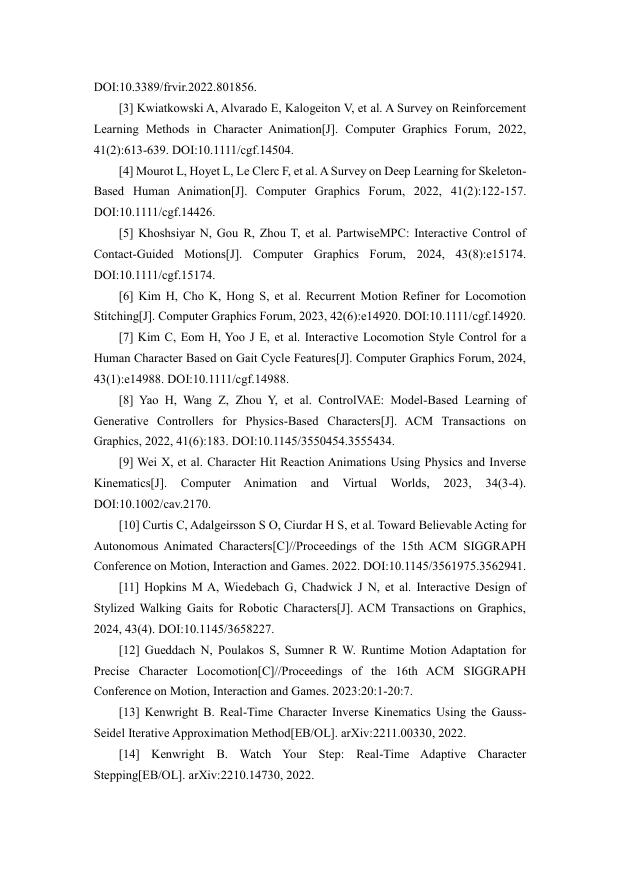 DOI:10.3389/frvir.2022.801856.
[3] Kwiatkowski A, Alvarado E, Kalogeiton V, et al. A Survey on Reinforcement
Learning Methods in Character Animation[J]. Computer Graphics Forum, 2022,
41(2):613-639. DOI:10.1111/cgf.14504.
[4] Mourot L, Hoyet L, Le Clerc F, et al. A Survey on Deep Learning for Skeleton-
Based Human Animation[J]. Computer Graphics Forum, 2022, 41(2):122-157.
DOI:10.1111/cgf.14426.
[5] Khoshsiyar N, Gou R, Zhou T, et al. PartwiseMPC: Interactive Control of
Contact-Guided Motions[J]. Computer Graphics Forum, 2024, 43(8):e15174.
DOI:10.1111/cgf.15174.
[6] Kim H, Cho K, Hong S, et al. Recurrent Motion Refiner for Locomotion
Stitching[J]. Computer Graphics Forum, 2023, 42(6):e14920. DOI:10.1111/cgf.14920.
[7] Kim C, Eom H, Yoo J E, et al. Interactive Locomotion Style Control for a
Human Character Based on Gait Cycle Features[J]. Computer Graphics Forum, 2024,
43(1):e14988. DOI:10.1111/cgf.14988.
[8] Yao H, Wang Z, Zhou Y, et al. ControlVAE: Model-Based Learning of
Generative Controllers for Physics-Based Characters[J]. ACM Transactions on
Graphics, 2022, 41(6):183. DOI:10.1145/3550454.3555434.
[9] Wei X, et al. Character Hit Reaction Animations Using Physics and Inverse
Kinematics[J]. Computer Animation and Virtual Worlds, 2023, 34(3-4).
DOI:10.1002/cav.2170.
[10] Curtis C, Adalgeirsson S O, Ciurdar H S, et al. Toward Believable Acting for
Autonomous Animated Characters[C]//Proceedings of the 15th ACM SIGGRAPH
Conference on Motion, Interaction and Games. 2022. DOI:10.1145/3561975.3562941.
[11] Hopkins M A, Wiedebach G, Chadwick J N, et al. Interactive Design of
Stylized Walking Gaits for Robotic Characters[J]. ACM Transactions on Graphics,
2024, 43(4). DOI:10.1145/3658227.
[12] Gueddach N, Poulakos S, Sumner R W. Runtime Motion Adaptation for
Precise Character Locomotion[C]//Proceedings of the 16th ACM SIGGRAPH
Conference on Motion, Interaction and Games. 2023:20:1-20:7.
[13] Kenwright B. Real-Time Character Inverse Kinematics Using the Gauss-
Seidel Iterative Approximation Method[EB/OL]. arXiv:2211.00330, 2022.
[14] Kenwright B. Watch Your Step: Real-Time Adaptive Character
Stepping[EB/OL]. arXiv:2210.14730, 2022.